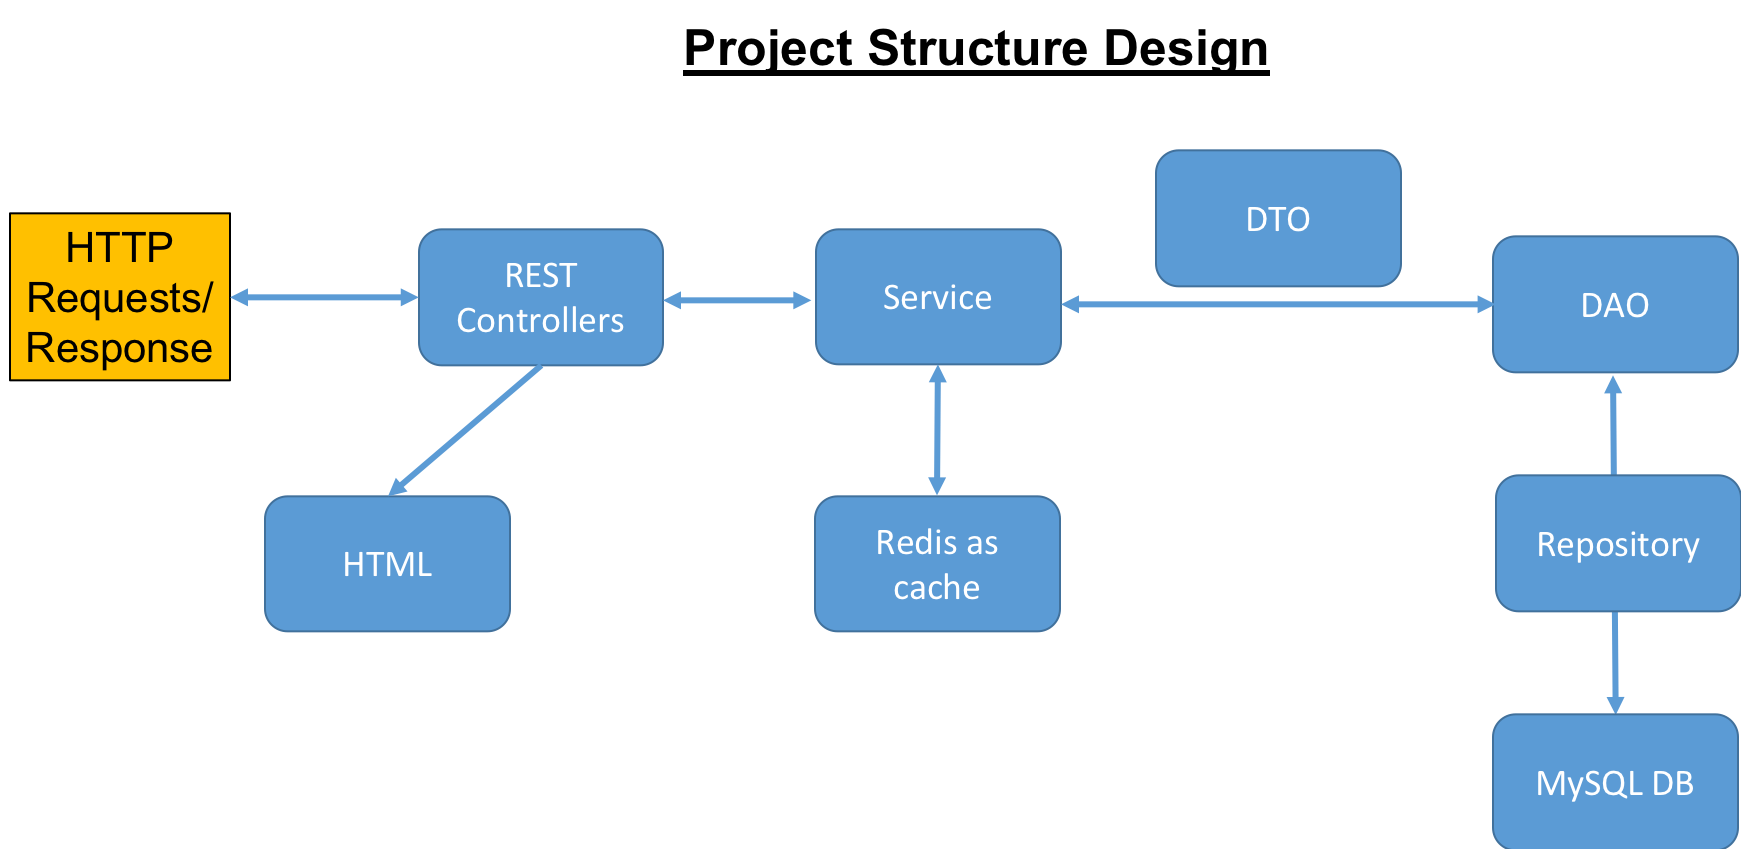 Project Structure Design
HTTP
Requests/
Response
REST
Controllers
Service
DTO
DAO
HTML
Redis as
cache
Repository
MySQL DB